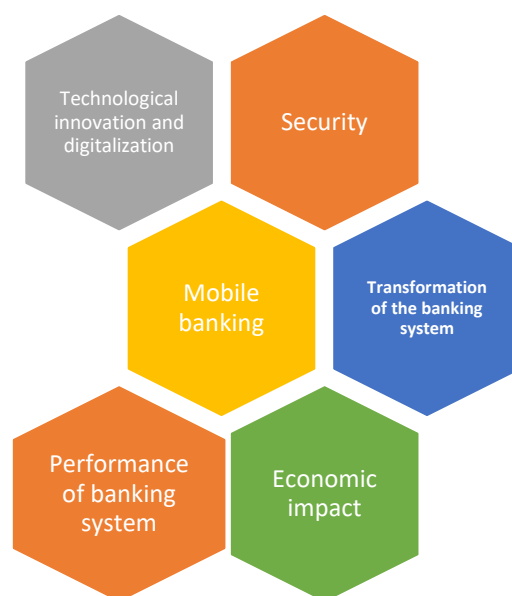 Technological
innovation and
digitalization
Security
Mobile
banking
Transformation
of the banking
system
Performance
of banking
system
Economic
impact